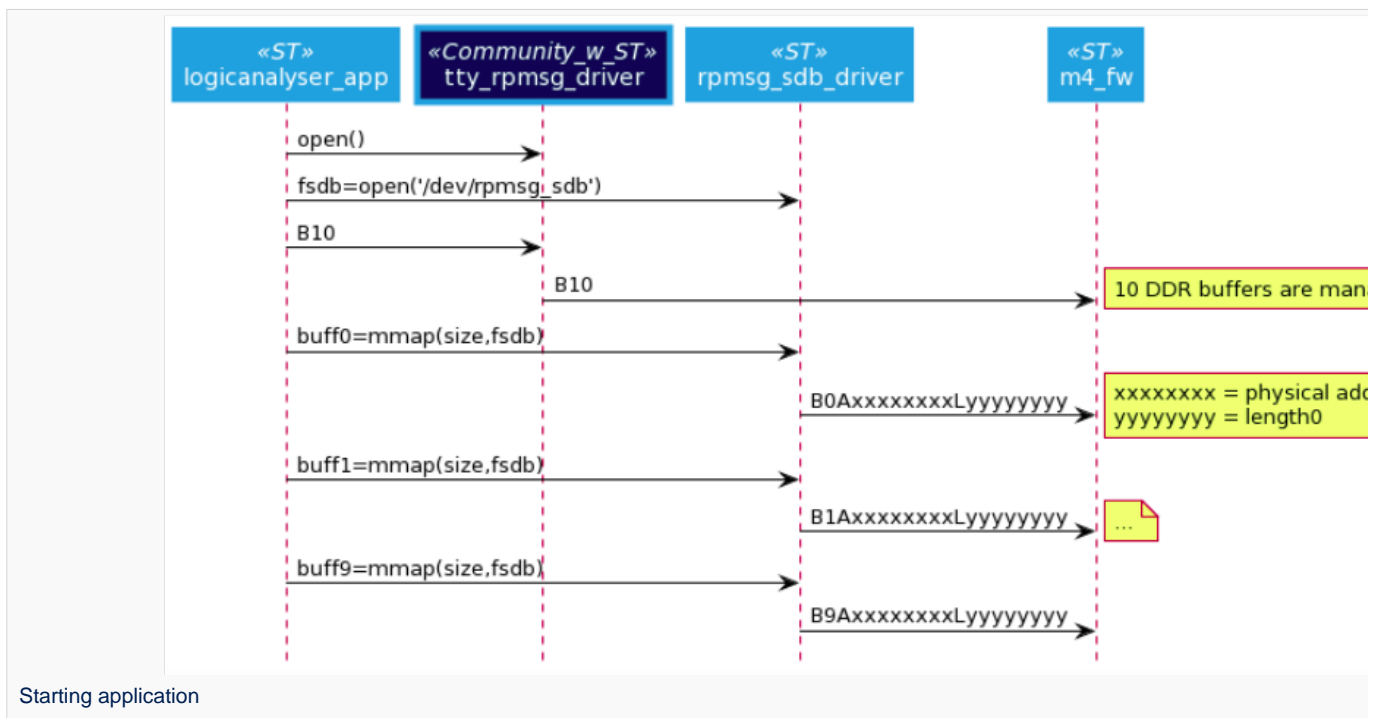 «ST»
logicanalyser_app
«Community_w_ST»
tty_rpmsg_driver
«ST»
rpmsg_sdb_driver
«ST»
m4_fw
open()
fsdb=open('/dev/rpmsg_sdb')
B10
B10
10 DDR buffers are man
buff0=mmap(size,fsdb)
B0AxxxxxxxxLyyyyyyyy
xxxxxxxx = physical add
yyyyyyyy = length0
buff1=mmap(size,fsdb)
B1AxxxxxxxxLyyyyyyyy
...
buff9=mmap(size,fsdb)
B9AxxxxxxxxLyyyyyyyy
Starting application